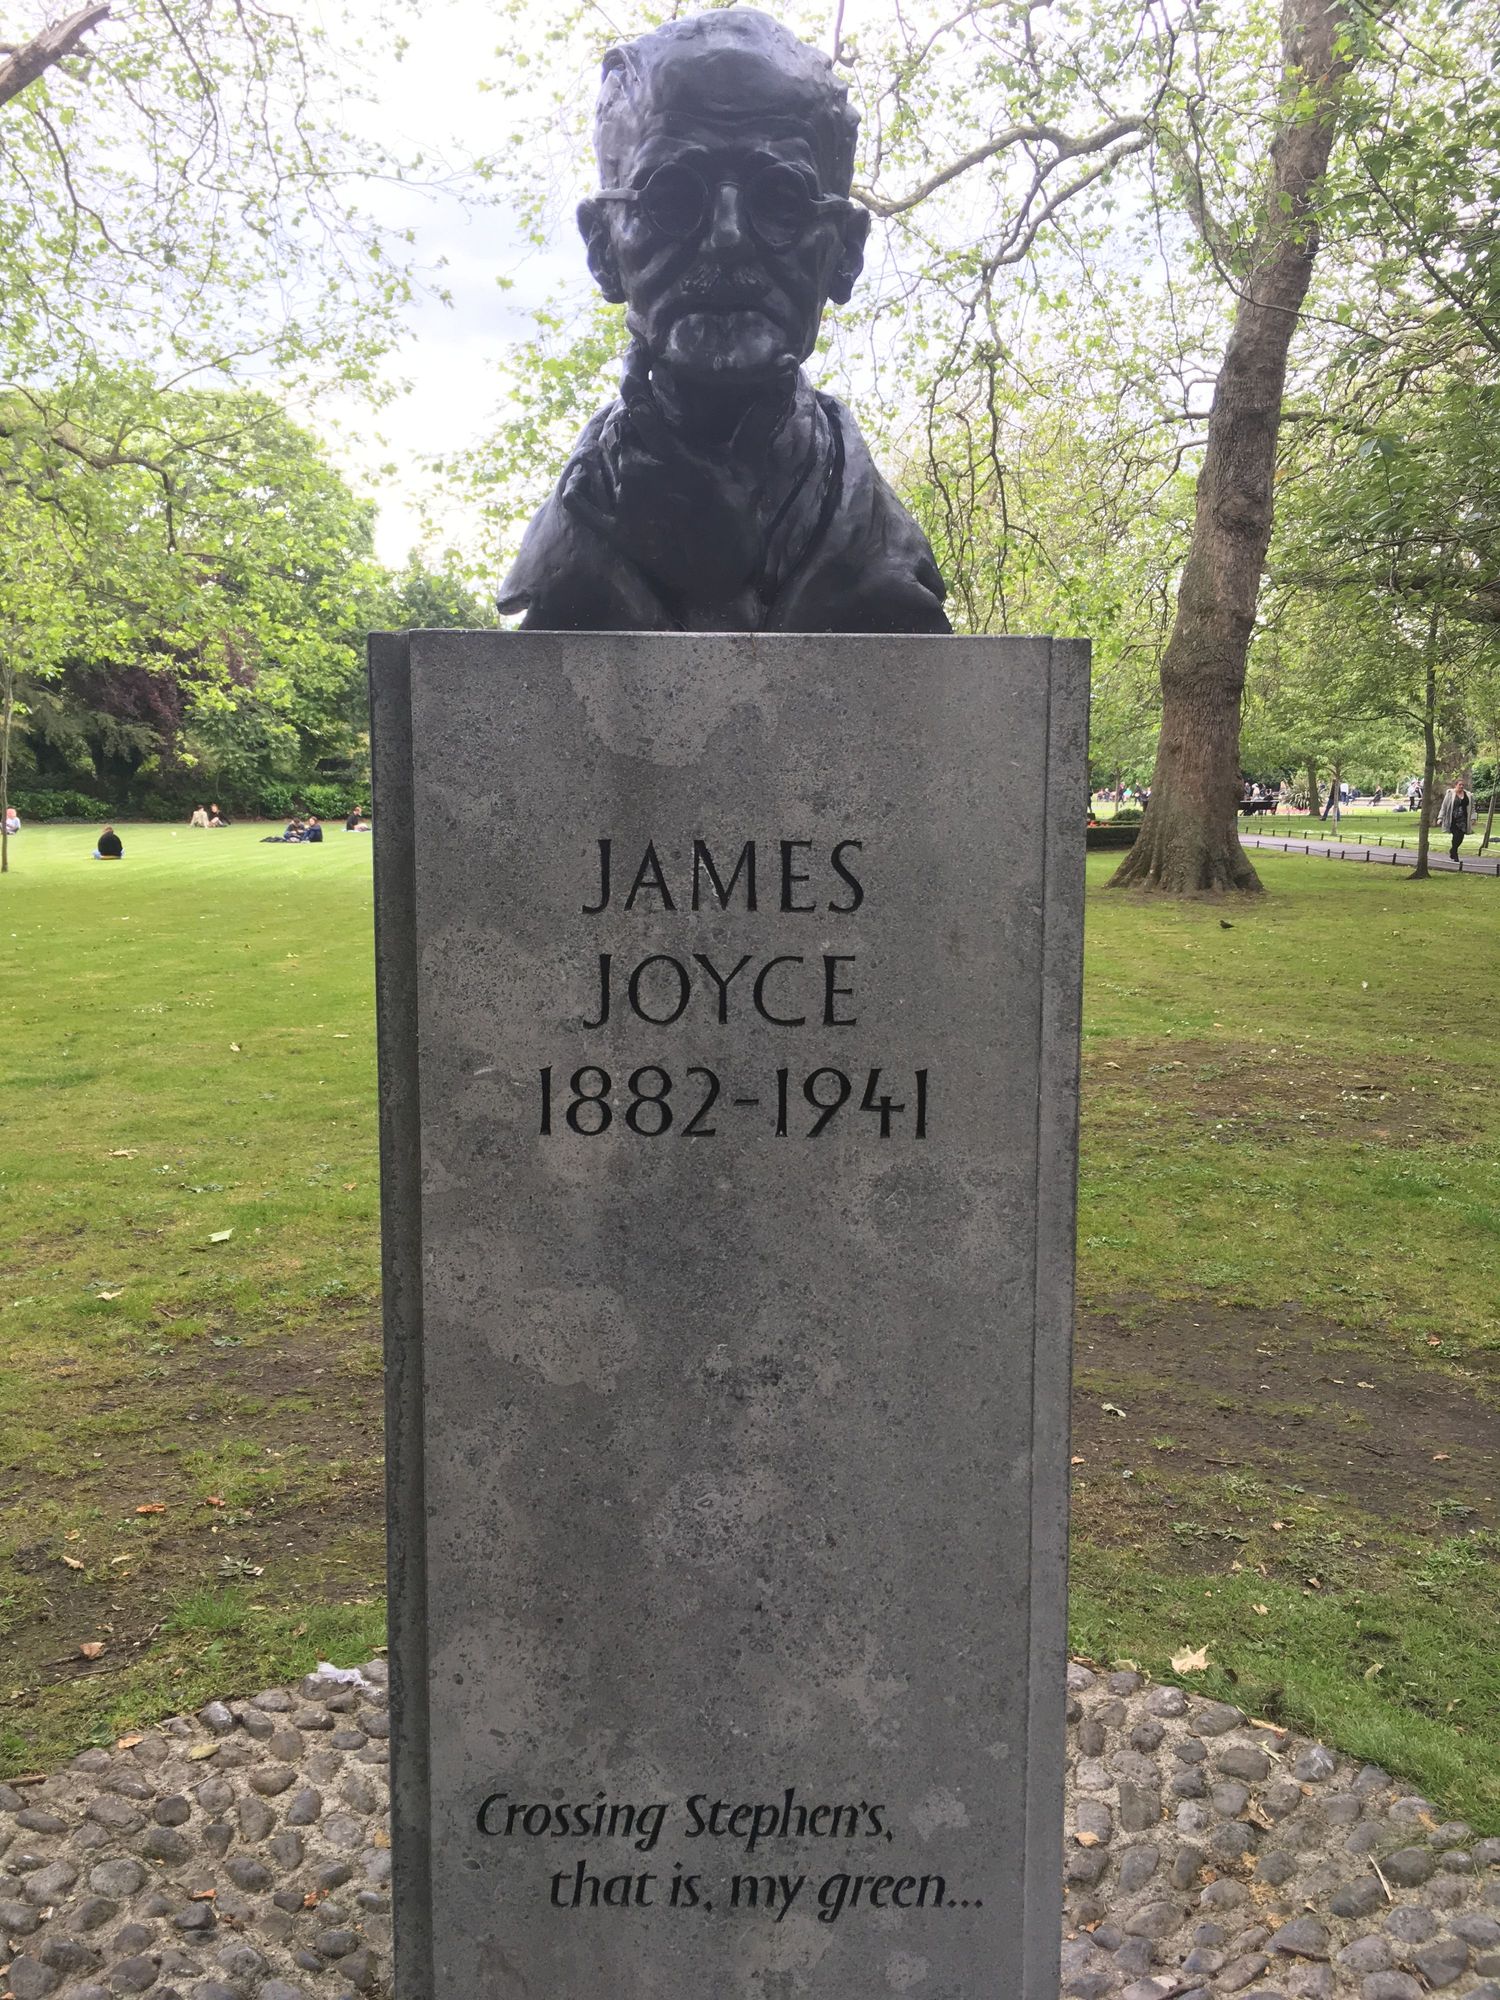 JAMES
JOYCE
1882-1941
Crossing Stephen's,
that is, my green...